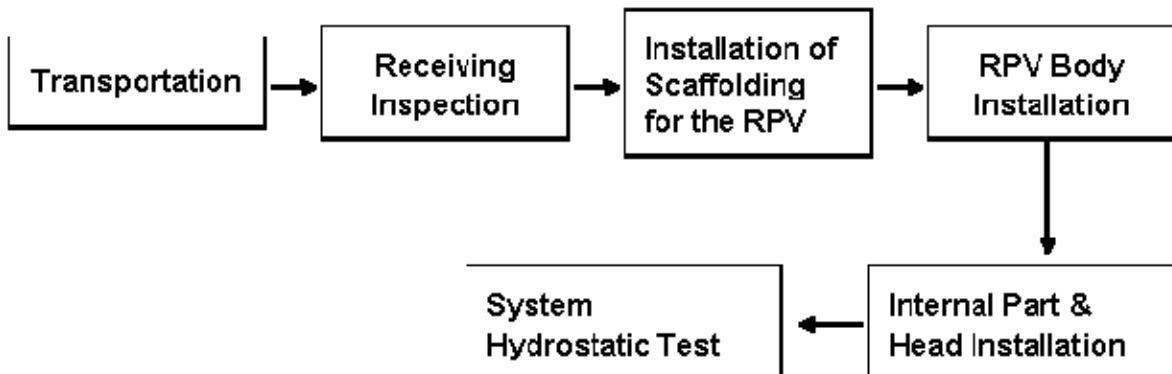 Transportation
Receiving
Inspection
Installation of
Scaffolding
for the RPV
RPV Body
Installation
Internal Part &
Head Installation
System
Hydrostatic Test